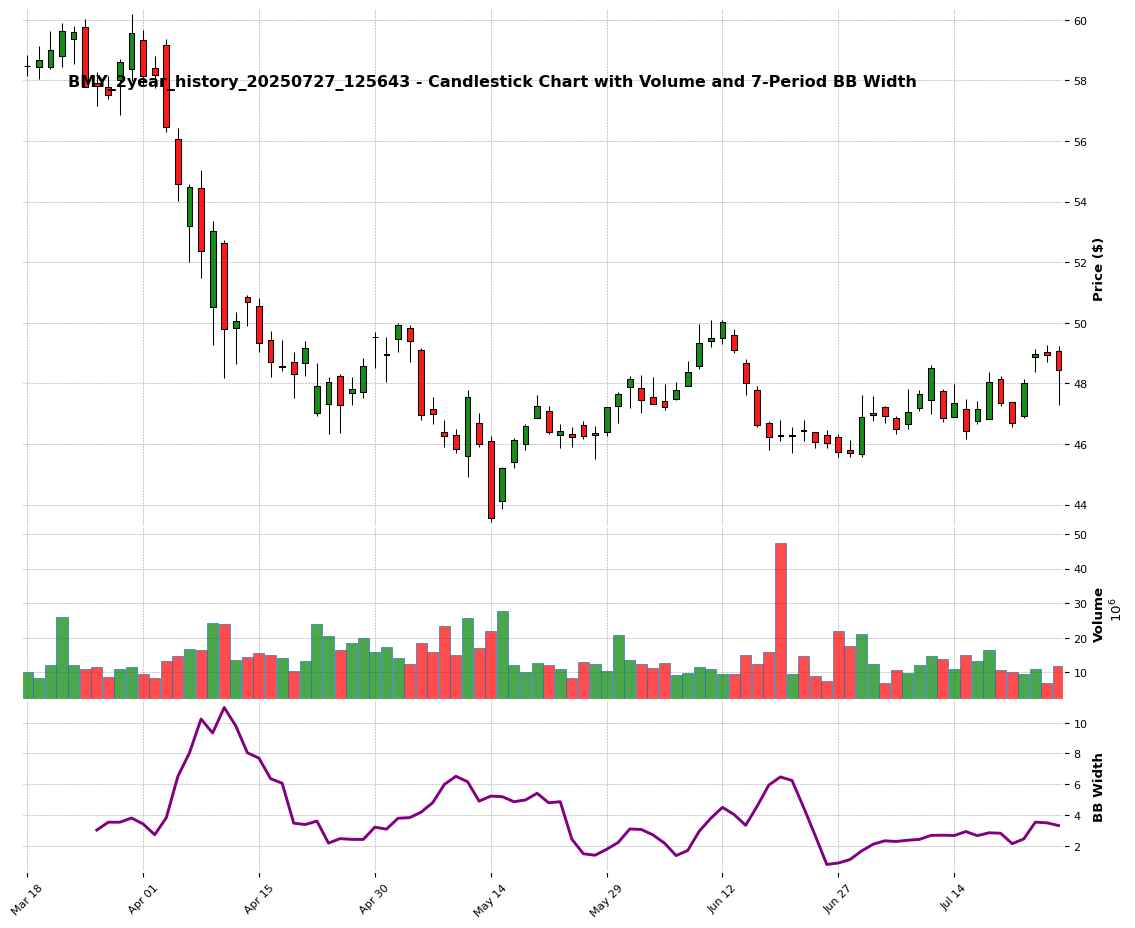 BMY_2year_history_20250727_125643 - Candlestick Chart with Volume and 7-Period BB Width
60
58
56
54
52
50
48
46
44
Price ($)
50
40
30
20
10
Volume
10^6
10
8
6
4
2
BB Width
Mar 18
Apr 01
Apr 15
Apr 30
May 14
May 29
Jun 12
Jun 27
Jul 14